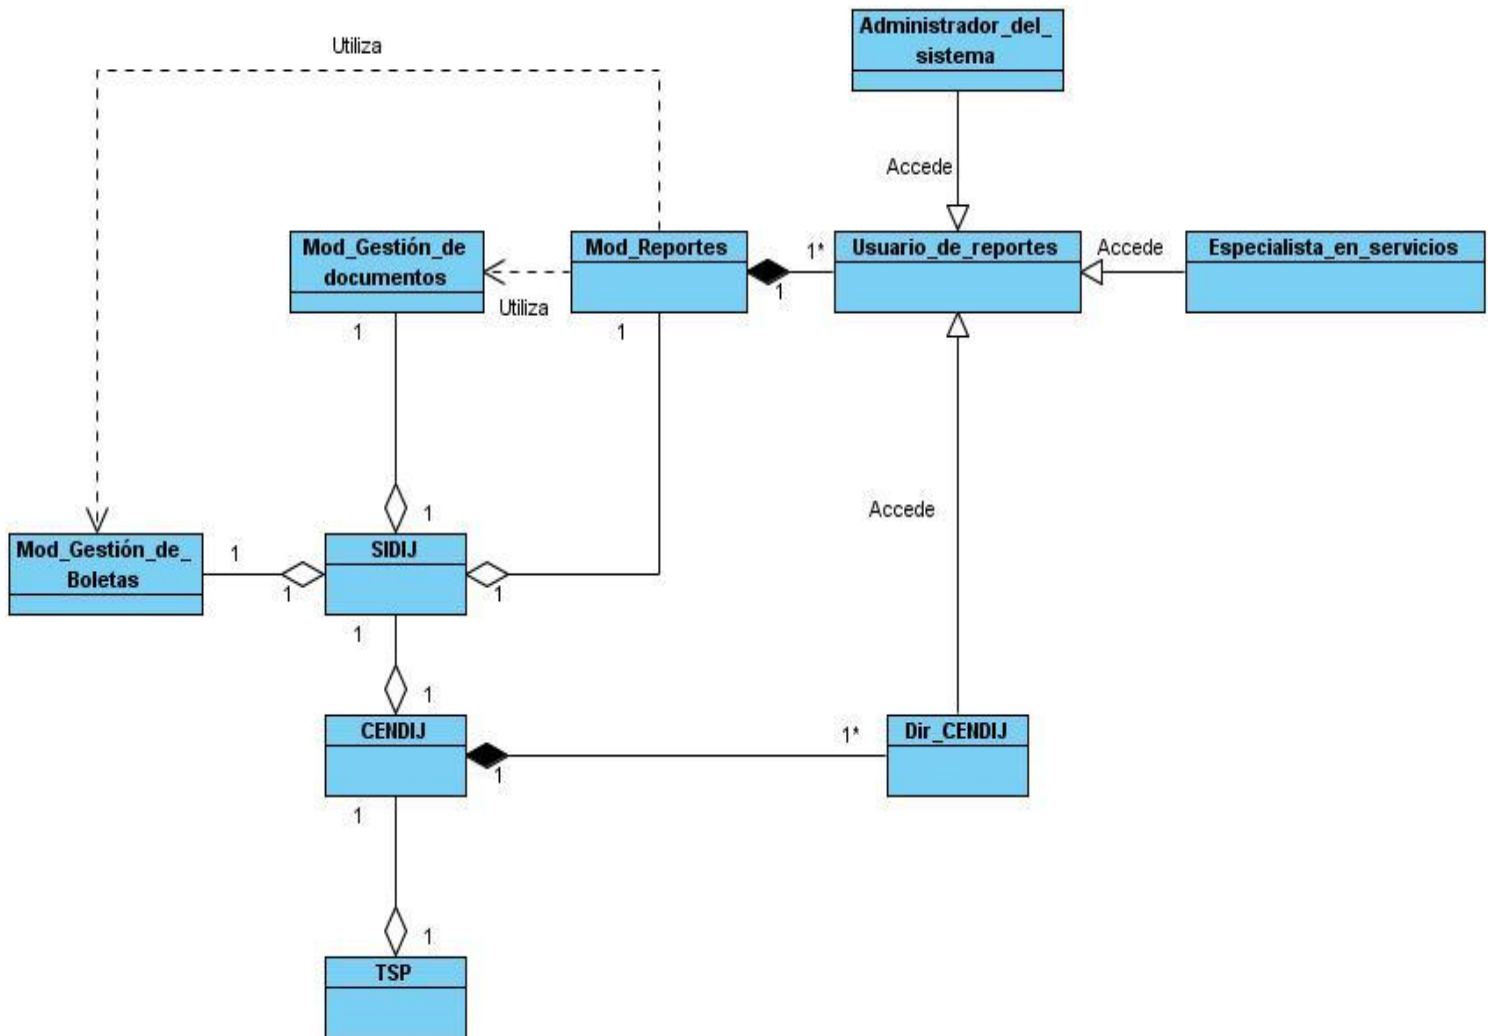 Administrador_del_
sistema
Utiliza
Accede
Mod_Gestión_de
documentos
Mod_Reportes
1*
1
Usuario_de_reportes
Accede
Especialista_en_servicios
Utiliza
1
1
Accede
1
Mod_Gestión_de_
Boletas
1
1
SIDIJ
1
1
1
CENDIJ
1
1*
Dir_CENDIJ
1
1
TSP